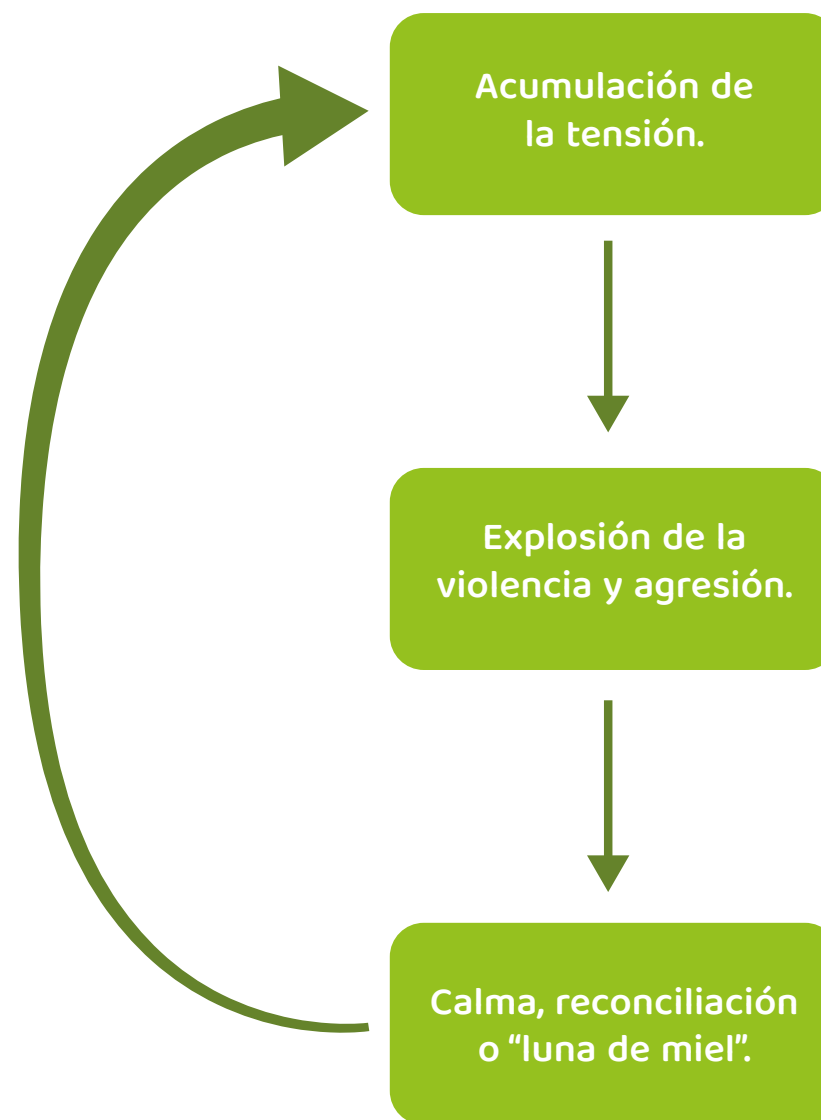 Acumulación de
la tensión.
Explosión de la
violencia y agresión.
Calma, reconciliación
o “luna de miel”.